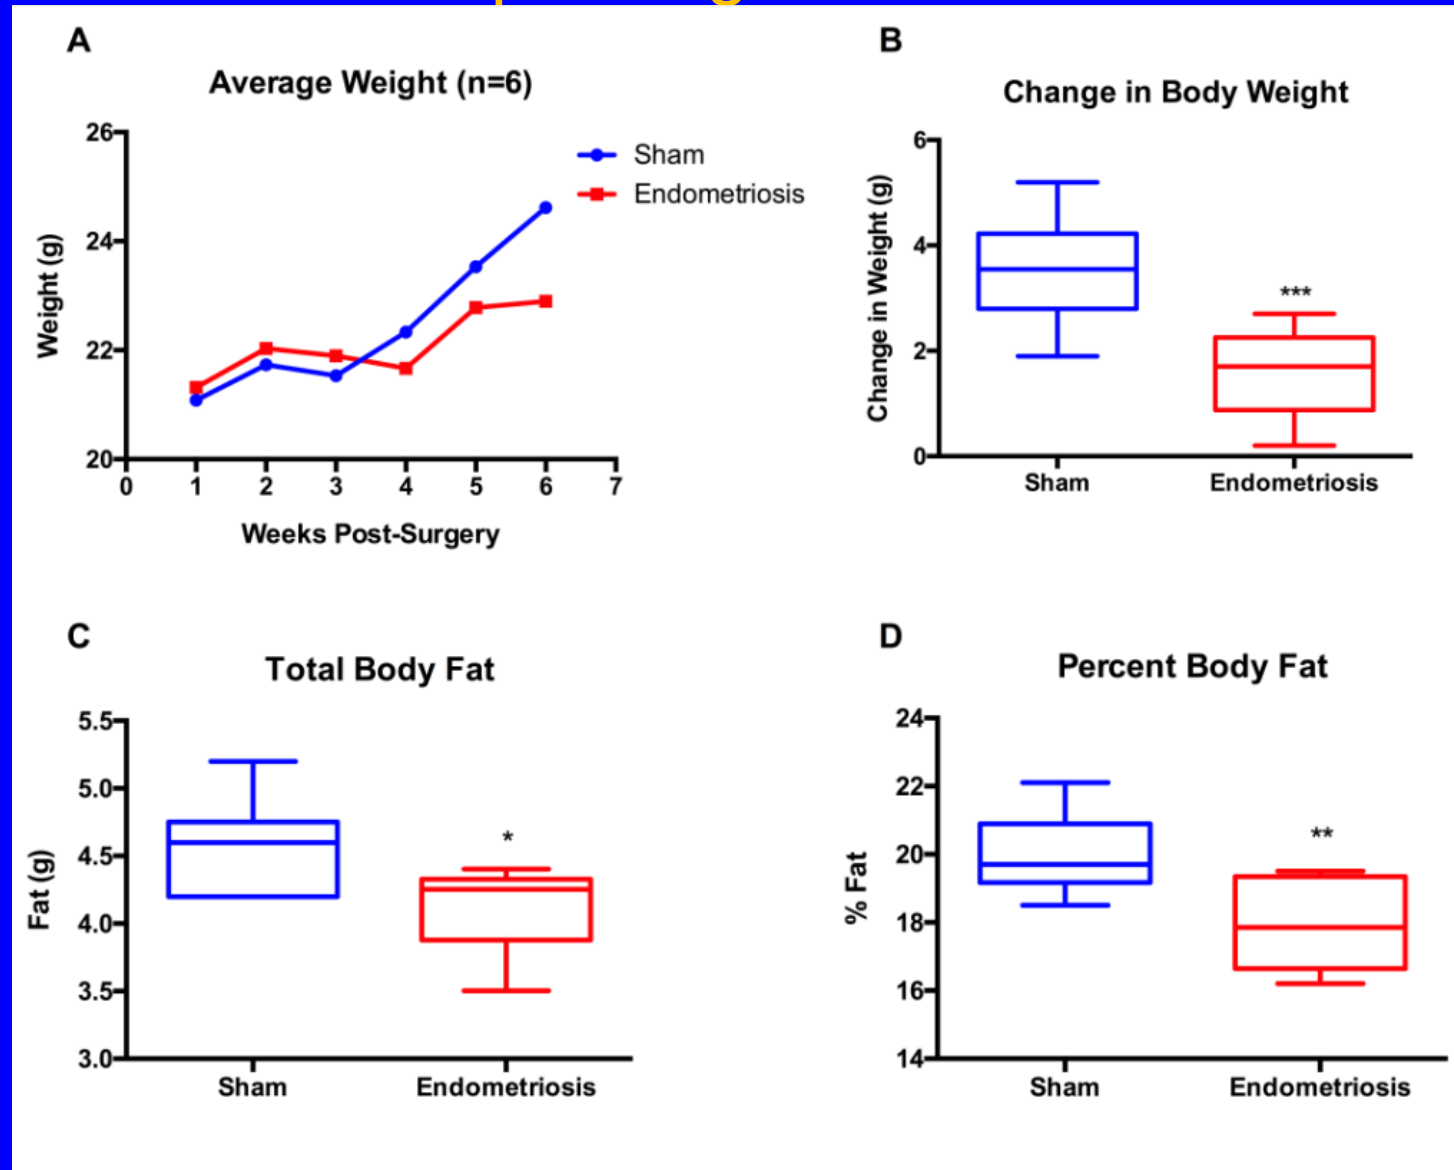 A
Average Weight (n=6)
26
24
22
20
Weight (g)
0 1 2 3 4 5 6 7
Weeks Post-Surgery
Sham
Endometriosis
B
Change in Body Weight
6
4
2
0
Change in Weight (g)
***
Sham Endometriosis
C
Total Body Fat
5.5
5.0
4.5
4.0
3.5
3.0
Fat (g)
*
Sham Endometriosis
D
Percent Body Fat
24
22
20
18
16
14
% Fat
**
Sham Endometriosis